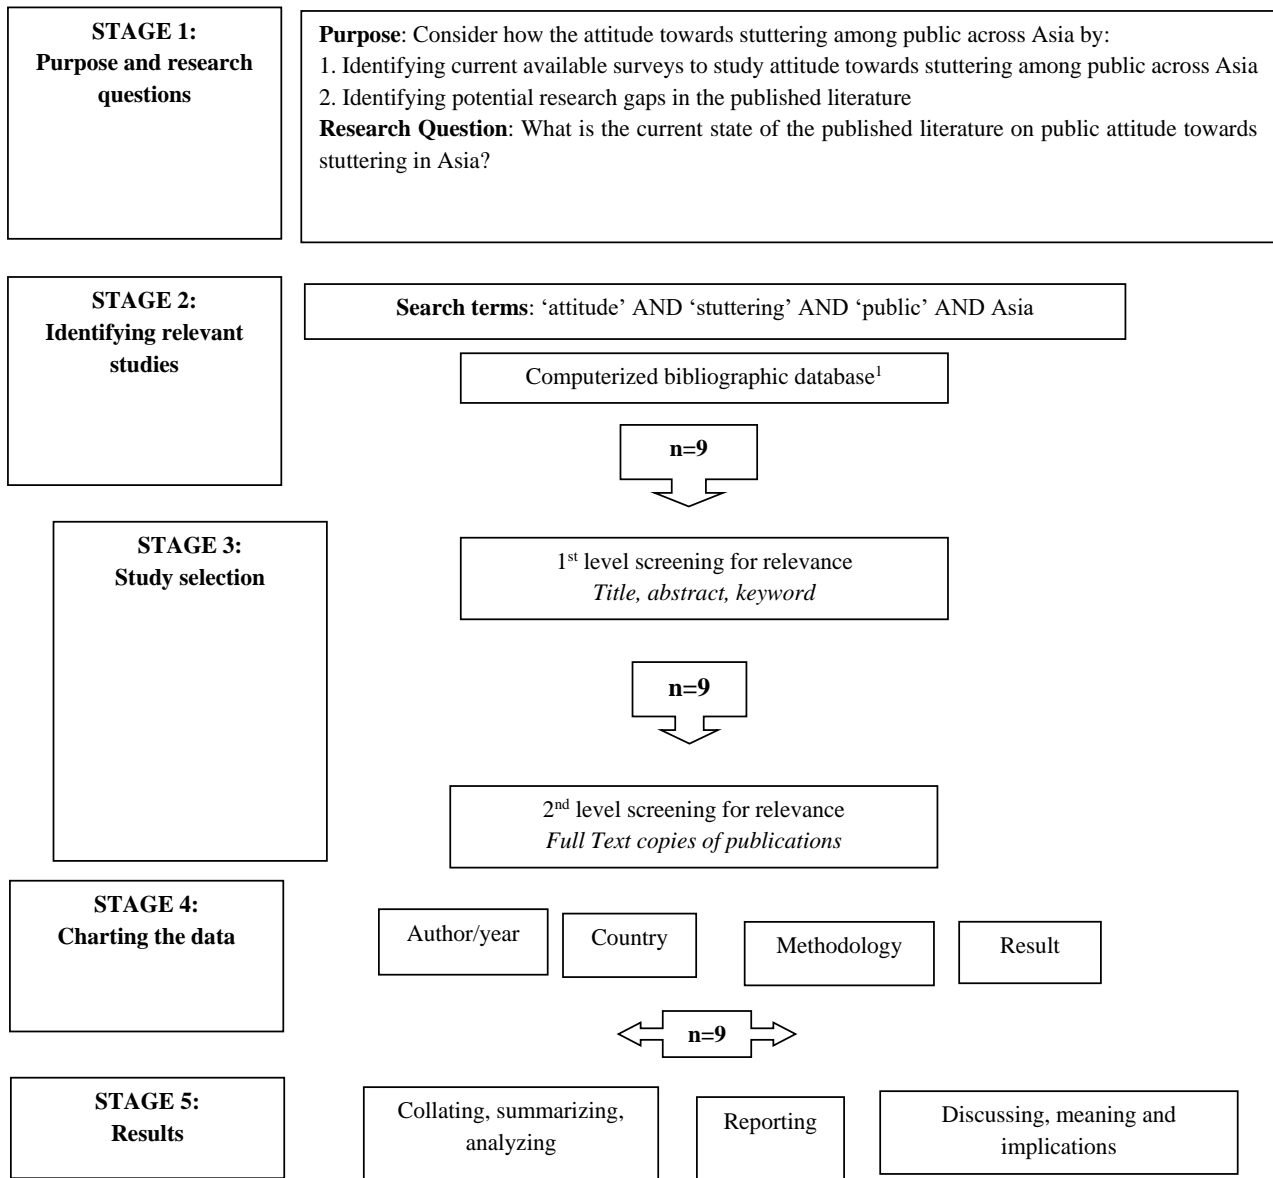 STAGE 1:
Purpose and research
questions
Purpose: Consider how the attitude towards stuttering among public across Asia by:
1. Identifying current available surveys to study attitude towards stuttering among public across Asia
2. Identifying potential research gaps in the published literature
Research Question: What is the current state of the published literature on public attitude towards
stuttering in Asia?
STAGE 2:
Identifying relevant
studies
Search terms: ‘attitude’ AND ‘stuttering’ AND ‘public’ AND Asia
Computerized bibliographic database1
n=9
STAGE 3:
Study selection
1st level screening for relevance
Title, abstract, keyword
n=9
2nd level screening for relevance
Full Text copies of publications
STAGE 4:
Charting the data
Author/year
Country
Methodology
Result
n=9
STAGE 5:
Results
Collating, summarizing,
analyzing
Reporting
Discussing, meaning and
implications